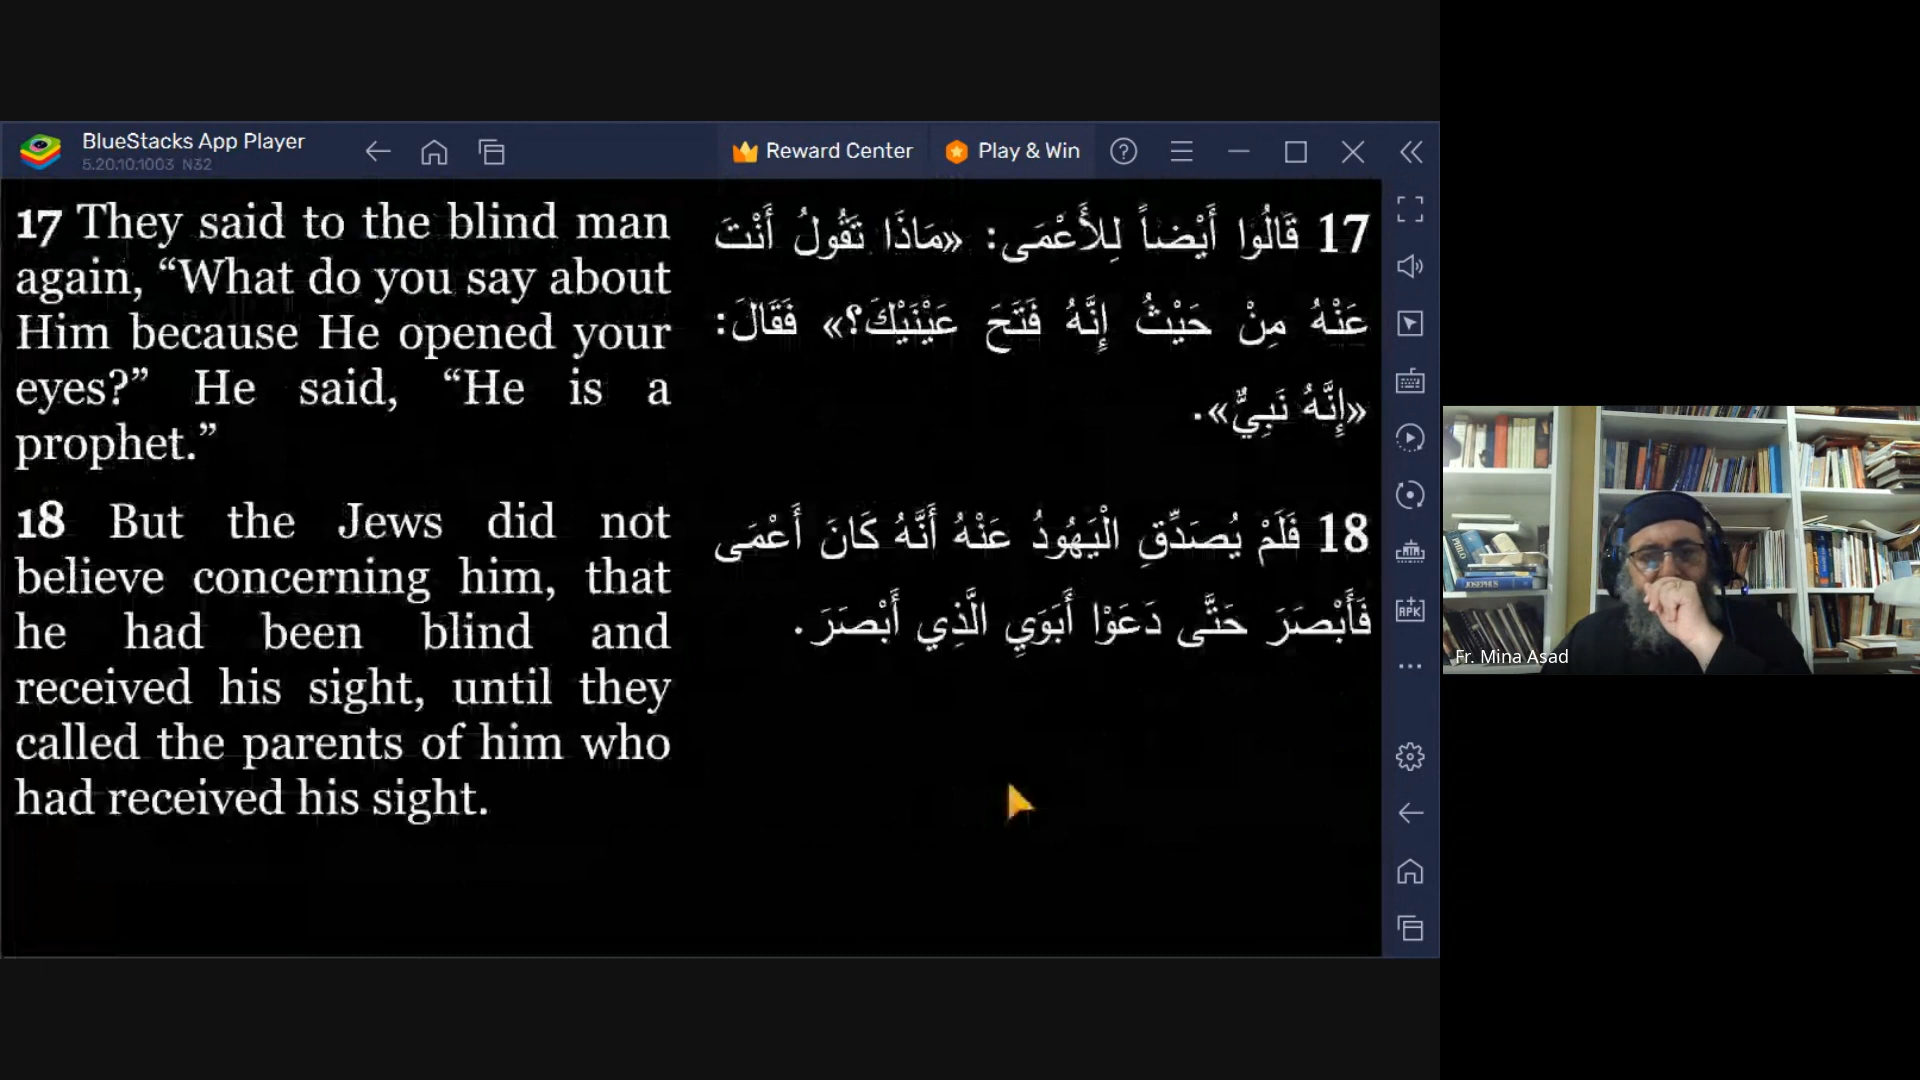 BlueStacks App Player
5.20.10.1003 N32
Reward Center
Play & Win
17 They said to the blind man
again, “What do you say about
Him because He opened your
eyes?” He said, “He is a
prophet.”
18 But the Jews did not
believe concerning him, that
he had been blind and
received his sight, until they
called the parents of him who
had received his sight.
17 قَالُوا أَيْضاً لِلأَعْمَى: «مَاذَا تَقُولُ أَنْتَ
عَنْهُ مِنْ حَيْثُ إِنَّهُ فَتَحَ عَيْنَيْكَ؟» فَقَالَ:
«إِنَّهُ نَبِيٌّ».
18 فَلَمْ يُصَدِّقِ الْيَهُودُ عَنْهُ أَنَّهُ كَانَ أَعْمَى
فَأَبْصَرَ حَتَّى دَعَوْا أَبَوَيِ الَّذِي أَبْصَرَ.
APK
PHILO
JOSEPHUS
Fr. Mina Asad